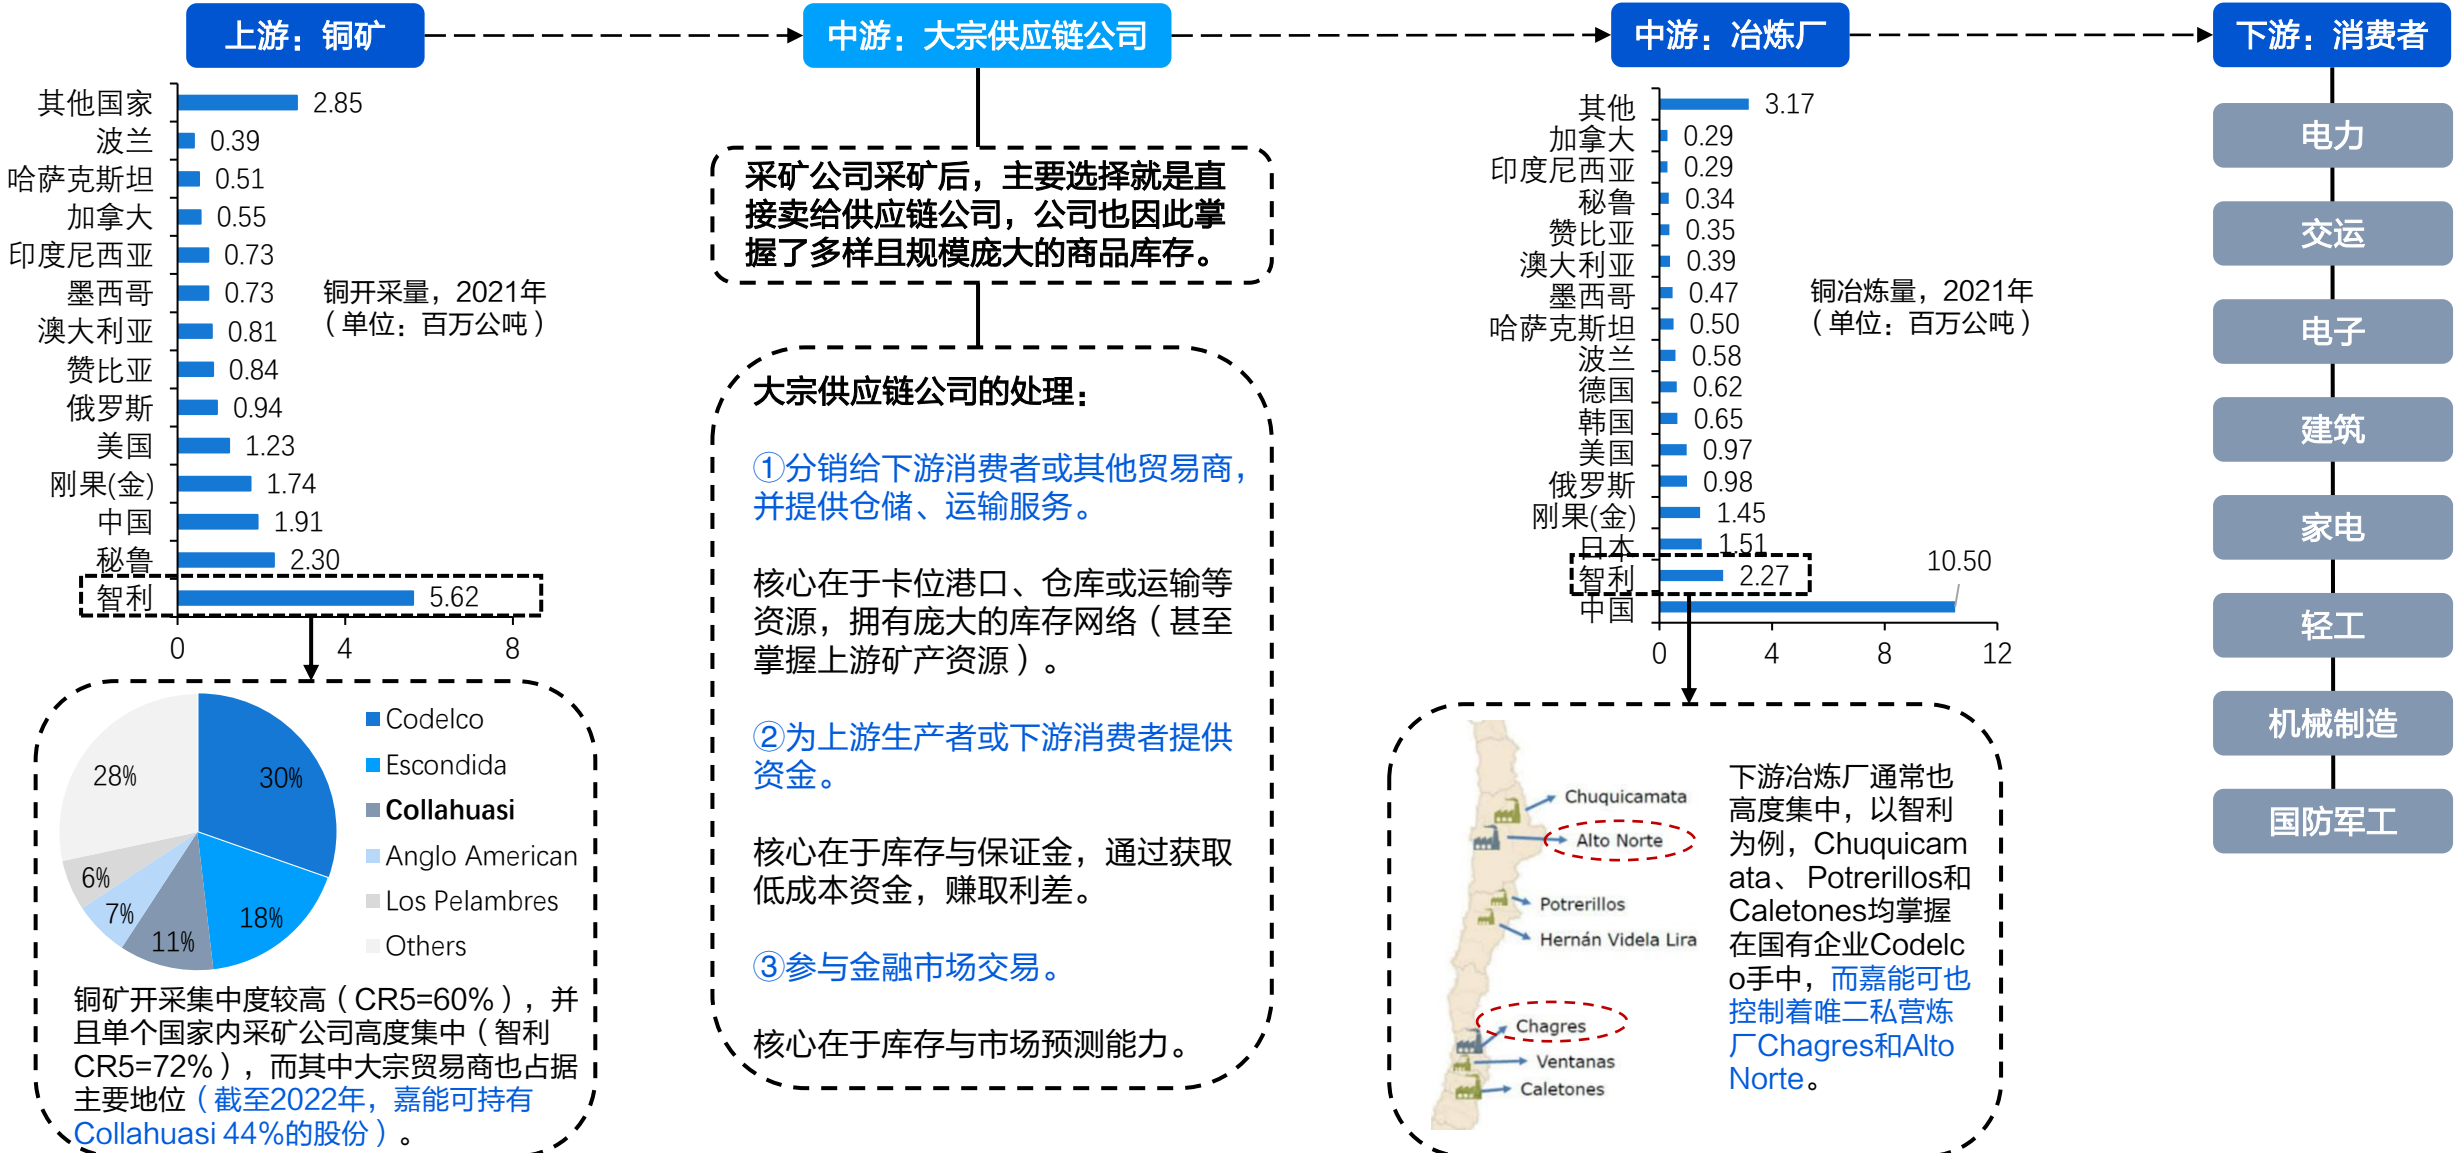 上游：铜矿
中游：大宗供应链公司
中游：冶炼厂
下游：消费者
其他国家 2.85
波兰 0.39
哈萨克斯坦 0.51
加拿大 0.55
印度尼西亚 0.73
墨西哥 0.73
澳大利亚 0.81
赞比亚 0.84
俄罗斯 0.94
美国 1.23
刚果(金) 1.74
中国 1.91
秘鲁 2.30
智利 5.62
0 4 8
铜开采量，2021年
（单位：百万公吨）
30%
18%
11%
7%
6%
28%
Codelco
Escondida
Collahuasi
Anglo American
Los Pelambres
Others
铜矿开采集中度较高（CR5=60%），并
且单个国家内采矿公司高度集中（智利
CR5=72%），而其中大宗贸易商也占据
主要地位（截至2022年，嘉能可持有
Collahuasi 44%的股份）。
采矿公司采矿后，主要选择就是直
接卖给供应链公司，公司也因此掌
握了多样且规模庞大的商品库存。
大宗供应链公司的处理：
①分销给下游消费者或其他贸易商，
并提供仓储、运输服务。
核心在于卡位港口、仓库或运输等
资源，拥有庞大的库存网络（甚至
掌握上游矿产资源）。
②为上游生产者或下游消费者提供
资金。
核心在于库存与保证金，通过获取
低成本资金，赚取利差。
③参与金融市场交易。
核心在于库存与市场预测能力。
其他 3.17
加拿大 0.29
印度尼西亚 0.29
秘鲁 0.34
赞比亚 0.35
澳大利亚 0.39
墨西哥 0.47
哈萨克斯坦 0.50
波兰 0.58
德国 0.62
韩国 0.65
美国 0.97
俄罗斯 0.98
刚果(金) 1.45
日本 1.51
智利 2.27
中国 10.50
0 4 8 12
铜冶炼量，2021年
（单位：百万公吨）
Chuquicamata
Alto Norte
Potrerillos
Hernán Videla Lira
Chagres
Ventanas
Caletones
下游冶炼厂通常也
高度集中，以智利
为例，Chuquicam
ata、 Potrerillos和
Caletones均掌握
在国有企业Codelc
o手中，而嘉能可也
控制着唯二私营炼
厂Chagres和Alto
Norte。
电力
交运
电子
建筑
家电
轻工
机械制造
国防军工